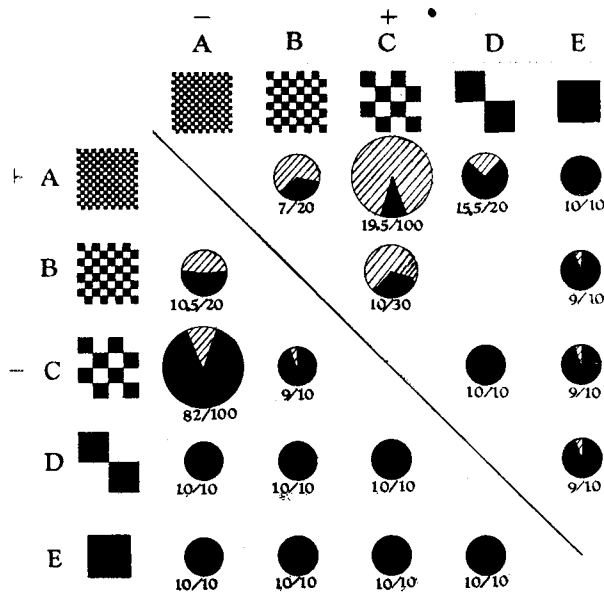 − +
A B C D E
+ A
7/20 19.5/100 15.5/20 10/10
B
10.5/20 10/30 9/10
− C
82/100 9/10 10/10 9/10
D
10/10 10/10 10/10 9/10
E
10/10 10/10 10/10 10/10